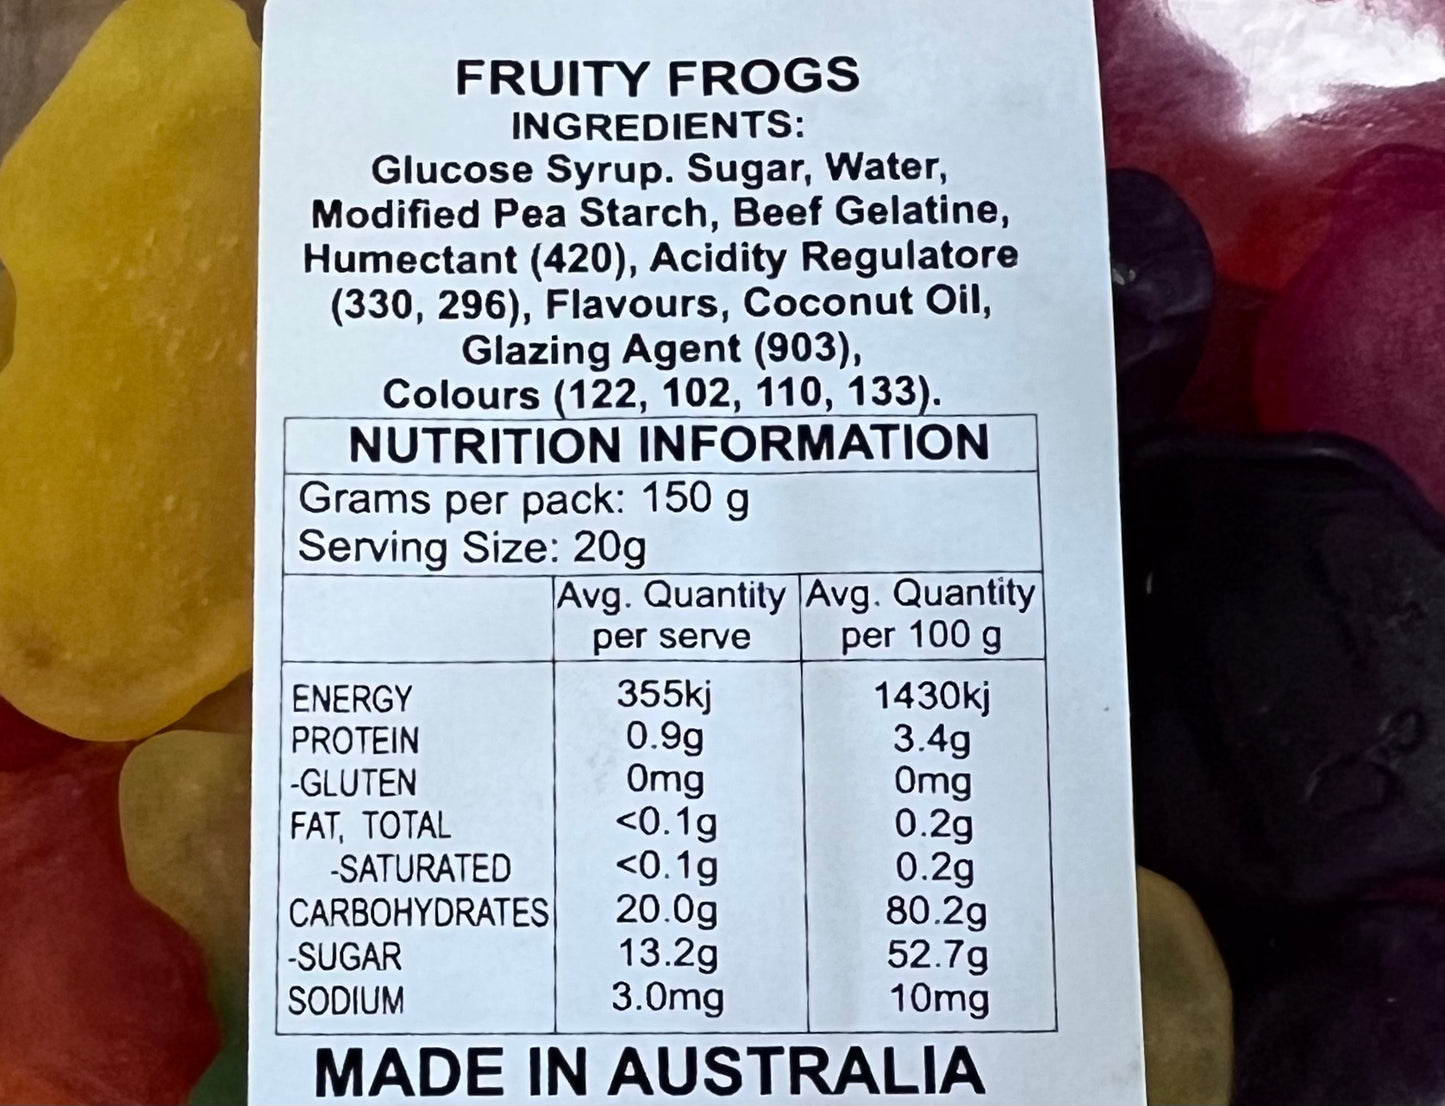 FRUITY FROGS
INGREDIENTS:
Glucose Syrup. Sugar, Water,
Modified Pea Starch, Beef Gelatine,
Humectant (420), Acidity Regulatore
(330, 296), Flavours, Coconut Oil,
Glazing Agent (903),
Colours (122, 102, 110, 133).
NUTRITION INFORMATION
Grams per pack: 150 g
Serving Size: 20g
Avg. Quantity per serve Avg. Quantity per 100 g
ENERGY 355kj 1430kj
PROTEIN 0.9g 3.4g
-GLUTEN 0mg 0mg
FAT, TOTAL <0.1g 0.2g
-SATURATED <0.1g 0.2g
CARBOHYDRATES 20.0g 80.2g
-SUGAR 13.2g 52.7g
SODIUM 3.0mg 10mg
MADE IN AUSTRALIA